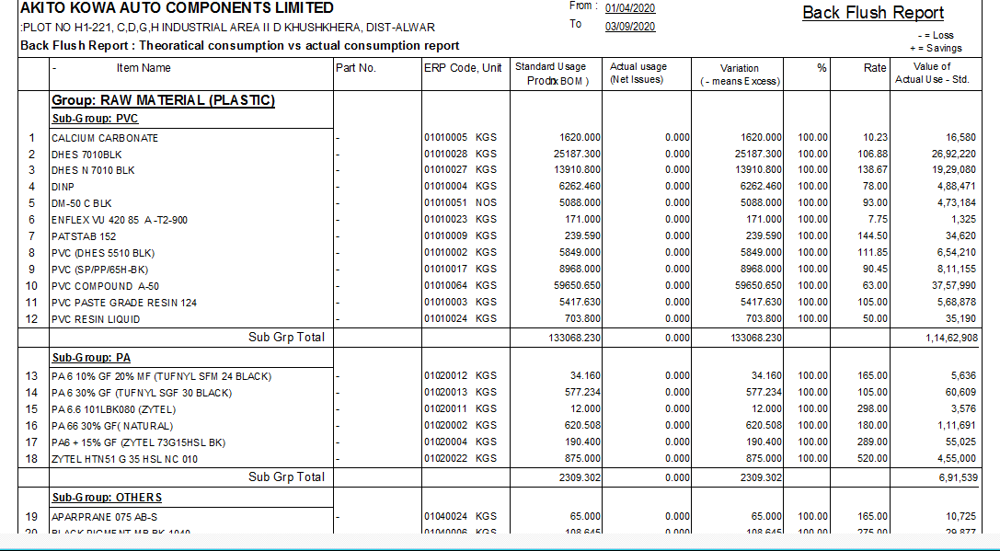 AKITO KOWA AUTO COMPONENTS LIMITED From : 01/04/2020 Back Flush Report
:PLOT NO H1-221, C,D,G,H INDUSTRIAL AREA II D KHUSHKHERA, DIST-ALWAR To 03/09/2020 - = Loss
Back Flush Report : Theoratical consumption vs actual consumption report + = Savings
- Item Name Part No. ERP Code, Unit Standard Usage Actual usage Variation % Rate Value of
(Net Issues) ( - means Excess) Actual Use - Std.
Group: RAW MATERIAL (PLASTIC)
Sub-Group: PVC
1 CALCIUM CARBONATE - 01010005 KGS 1620.000 0.000 1620.000 100.00 10.23 16,580
2 DHES 7010BLK - 01010028 KGS 25187.300 0.000 25187.300 100.00 106.88 26,92,220
3 DHES N 7010 BLK - 01010027 KGS 13910.800 0.000 13910.800 100.00 138.67 19,29,080
4 DINP - 01010004 KGS 6262.460 0.000 6262.460 100.00 78.00 4,88,471
5 DM-50 C BLK - 01010051 NOS 5088.000 0.000 5088.000 100.00 93.00 4,73,184
6 ENFLEX VU 420 85 A -T2-900 - 01010023 KGS 171.000 0.000 171.000 100.00 7.75 1,325
7 PATSTAB 152 - 01010009 KGS 239.590 0.000 239.590 100.00 144.50 34,620
8 PVC (DHES 5510 BLK) - 01010002 KGS 5849.000 0.000 5849.000 100.00 111.85 6,54,210
9 PVC (SP/PP/65H-BK) - 01010017 KGS 8968.000 0.000 8968.000 100.00 90.45 8,11,155
10 PVC COMPOUND A-50 - 01010064 KGS 59650.650 0.000 59650.650 100.00 63.00 37,57,990
11 PVC PASTE GRADE RESIN 124 - 01010003 KGS 5417.630 0.000 5417.630 100.00 105.00 5,68,878
12 PVC RESIN LIQUID - 01010024 KGS 703.800 0.000 703.800 100.00 50.00 35,190
Sub Grp Total 133068.230 0.000 133068.230 1,14,62,908
Sub-Group: PA
13 PA 6 10% GF 20% MF (TUFNYL SFM 24 BLACK) - 01020012 KGS 34.160 0.000 34.160 100.00 165.00 5,636
14 PA 6 30% GF (TUFNYL SGF 30 BLACK) - 01020013 KGS 577.234 0.000 577.234 100.00 105.00 60,609
15 PA 6.6 101LBK080 (ZYTEL) - 01020011 KGS 12.000 0.000 12.000 100.00 298.00 3,576
16 PA 66 30% GF( NATURAL) - 01020002 KGS 620.508 0.000 620.508 100.00 180.00 1,11,691
17 PA6 + 15% GF (ZYTEL 73G15HSL BK) - 01020004 KGS 190.400 0.000 190.400 100.00 289.00 55,025
18 ZYTEL HTN51 G 35 HSL NC 010 - 01020022 KGS 875.000 0.000 875.000 100.00 520.00 4,55,000
Sub Grp Total 2309.302 0.000 2309.302 6,91,539
Sub-Group: OTHERS
19 APARPRANE 075 AB-S - 01040024 KGS 65.000 0.000 65.000 100.00 165.00 10,725
20 BLACK PIGMENT MB BK 1040 01040006 KGS 108.645 0.000 108.645 100.00 275.00 29,877